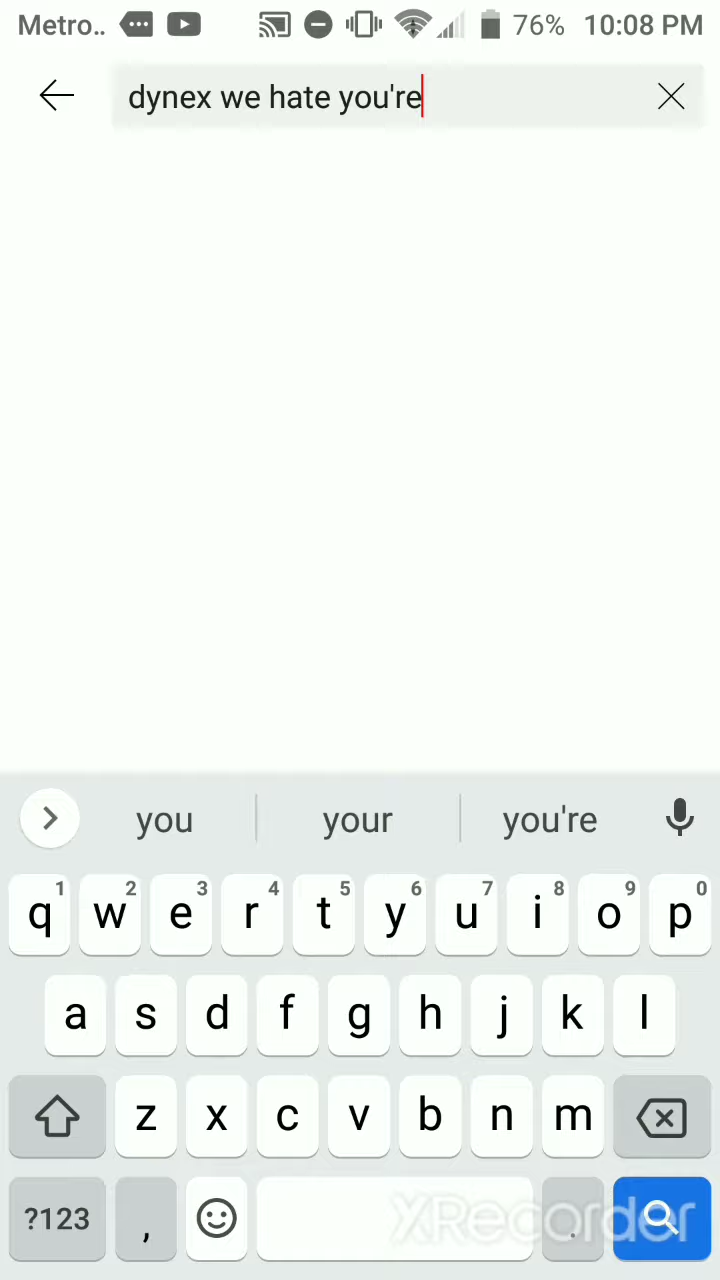 Metro.. 76% 10:08 PM
dynex we hate you're
you your you're
1 2 3 4 5 6 7 8 9 0
q w e r t y u i o p
a s d f g h j k l
z x c v b n m
?123 , .
XRecorder